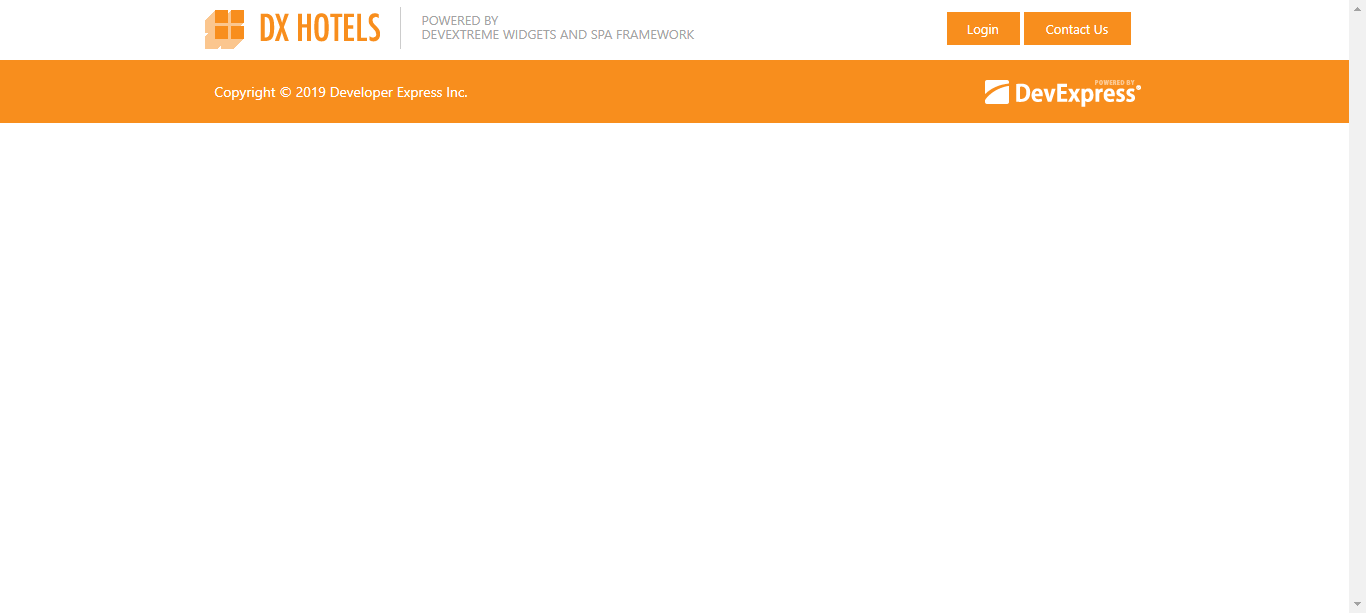 DX HOTELS
POWERED BY
DEVEXTREME WIDGETS AND SPA FRAMEWORK
Login
Contact Us
Copyright © 2019 Developer Express Inc.
POWERED BY
DevExpress®